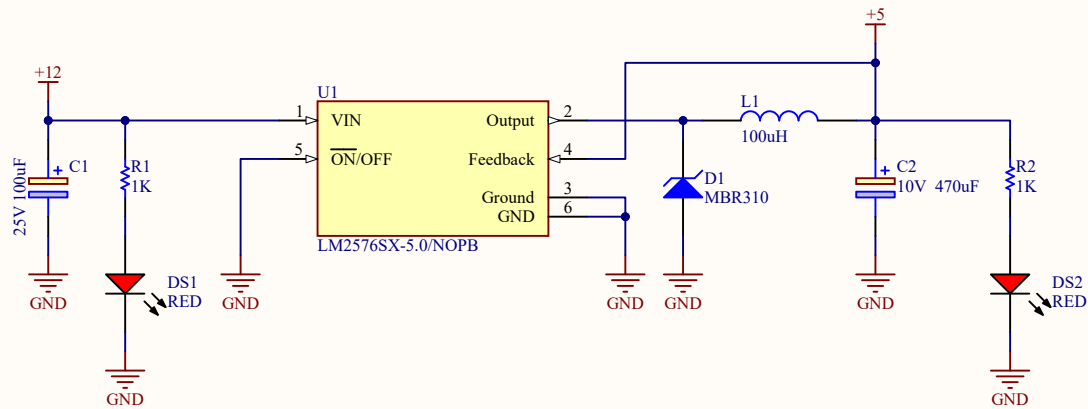 +5
+12
U1
1 VIN
Output 2
5 ON/OFF
Feedback 4
Ground 3
GND 6
LM2576SX-5.0/NOPB
C1
25V 100uF
R1
1K
L1
100uH
D1
MBR310
C2
10V 470uF
R2
1K
GND
DS1
RED
GND
GND
GND
GND
GND
DS2
RED
GND
GND